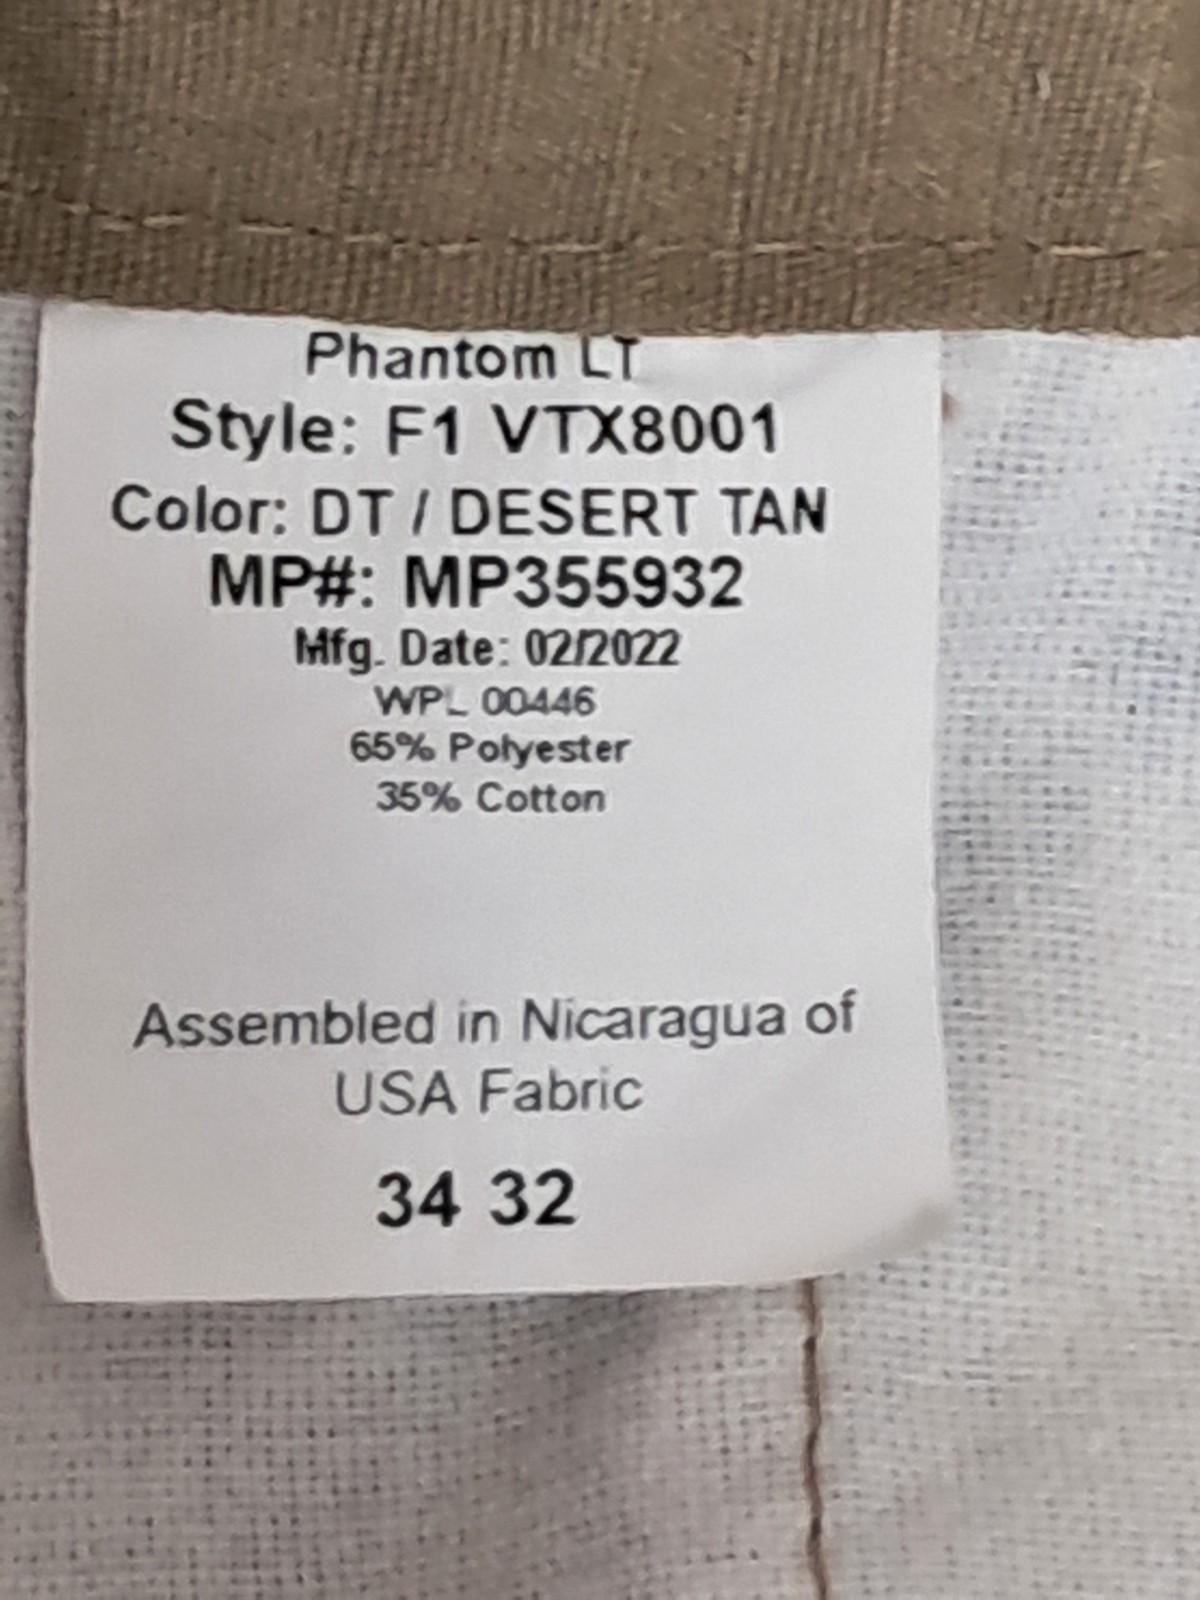 Phantom LT
Style: F1 VTX8001
Color: DT / DESERT TAN
MP#: MP355932
Mfg. Date: 02/2022
WPL 00446
65% Polyester
35% Cotton
Assembled in Nicaragua of
USA Fabric
34 32